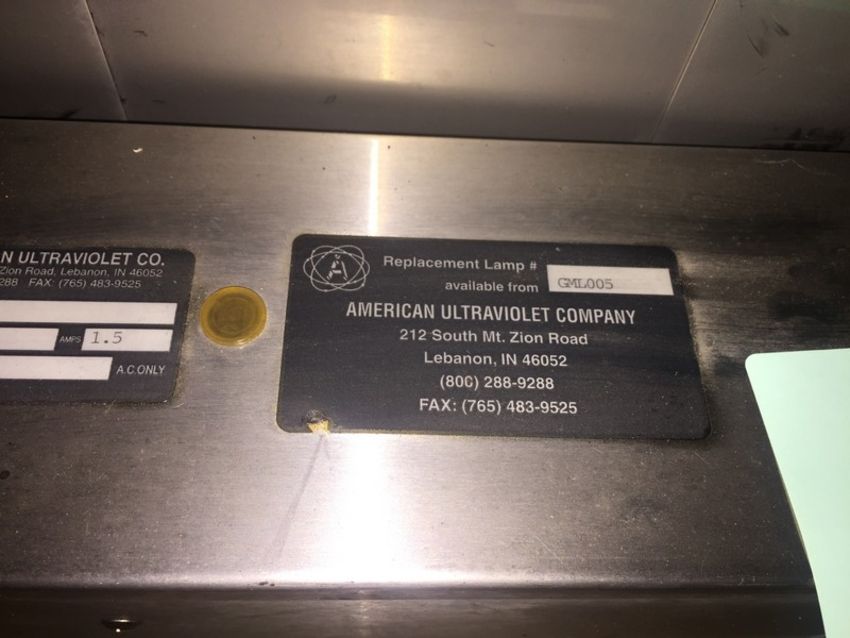 N ULTRAVIOLET CO.
Zion Road, Lebanon, IN 46052
288 FAX: (765) 483-9525
AMPS 1.5
A.C.ONLY
A
Replacement Lamp # GML005
available from
AMERICAN ULTRAVIOLET COMPANY
212 South Mt. Zion Road
Lebanon, IN 46052
(800) 288-9288
FAX: (765) 483-9525